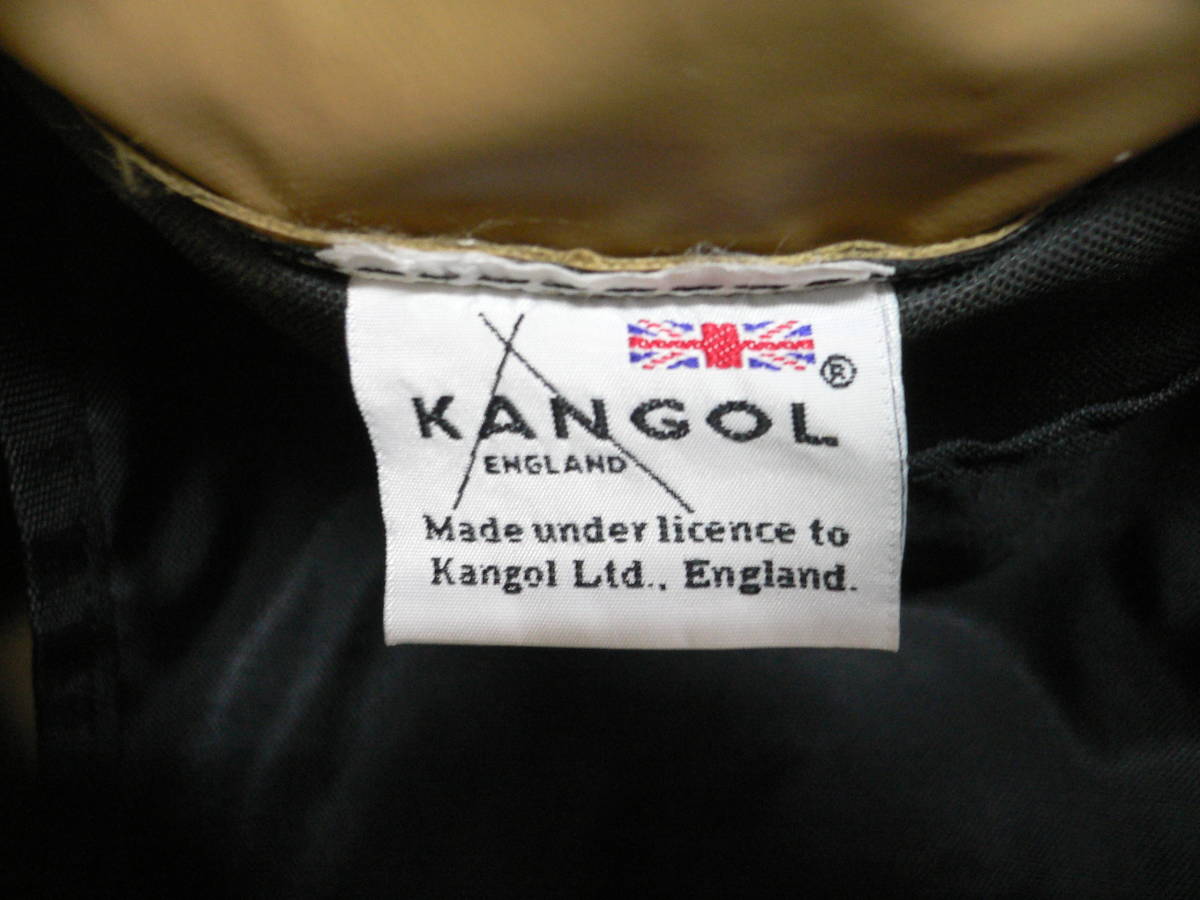 ®
KANGOL
ENGLAND
Made under licence to
Kangol Ltd., England.